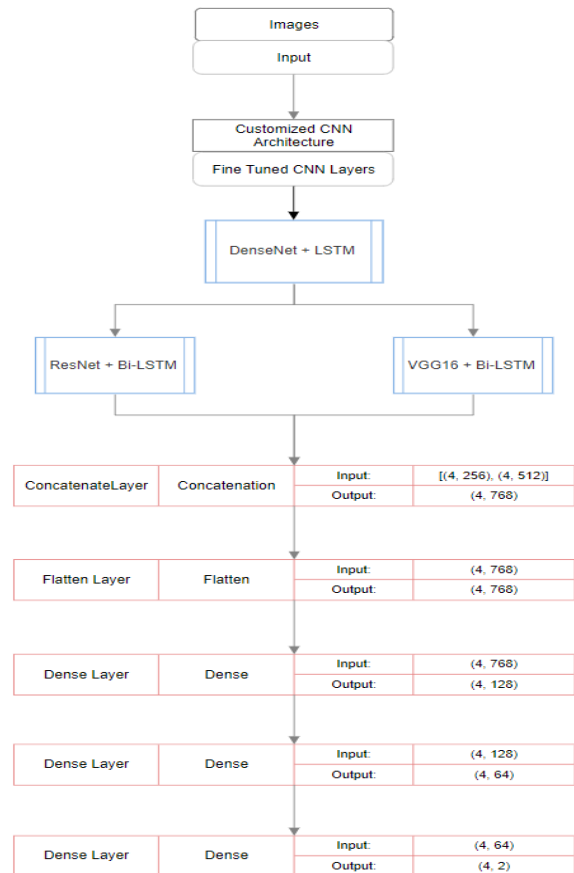 Images
Input
Customized CNN
Architecture
Fine Tuned CNN Layers
DenseNet + LSTM
ResNet + Bi-LSTM
VGG16 + Bi-LSTM
ConcatenateLayer Concatenation Input: [(4, 256), (4, 512)]
Output: (4, 768)
Flatten Layer Flatten Input: (4, 768)
Output: (4, 768)
Dense Layer Dense Input: (4, 768)
Output: (4, 128)
Dense Layer Dense Input: (4, 128)
Output: (4, 64)
Dense Layer Dense Input: (4, 64)
Output: (4, 2)